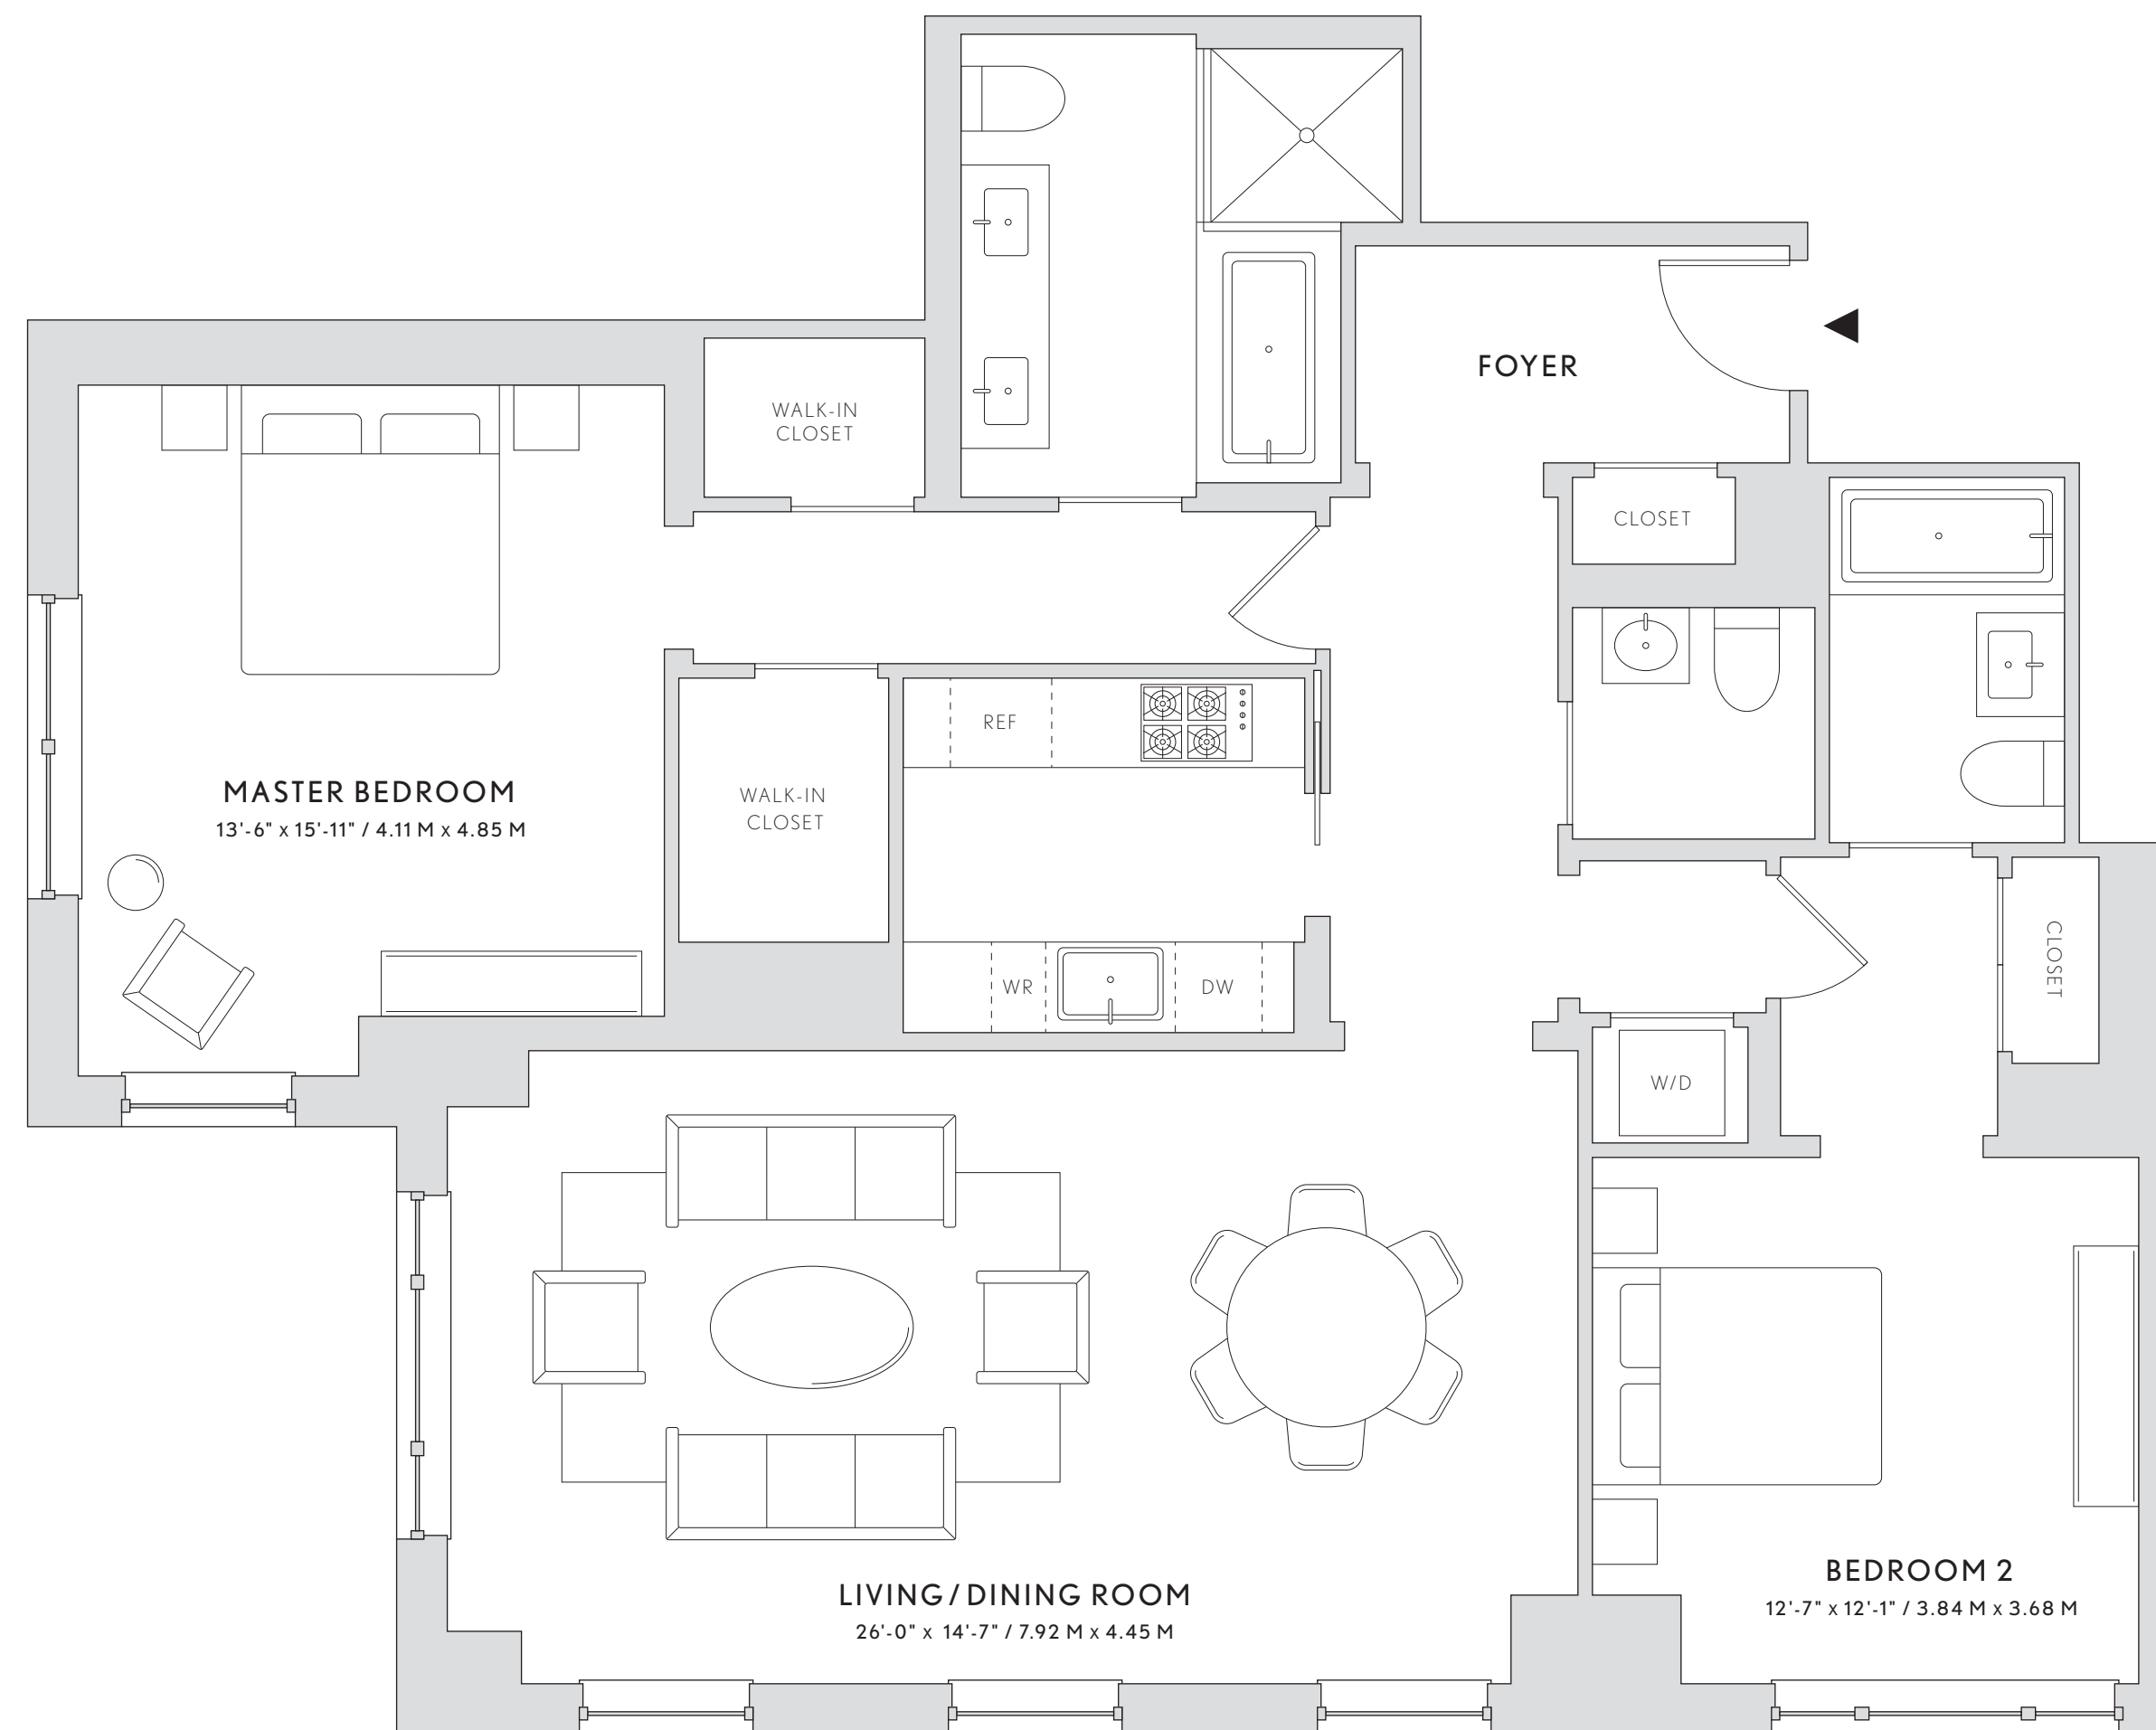 FOYER
WALK-IN
CLOSET
CLOSET
REF
MASTER BEDROOM
13'-6" x 15'-11" / 4.11 M x 4.85 M
WALK-IN
CLOSET
CLOSET
WR
DW
W/D
LIVING / DINING ROOM
26'-0" x 14'-7" / 7.92 M x 4.45 M
BEDROOM 2
12'-7" x 12'-1" / 3.84 M x 3.68 M